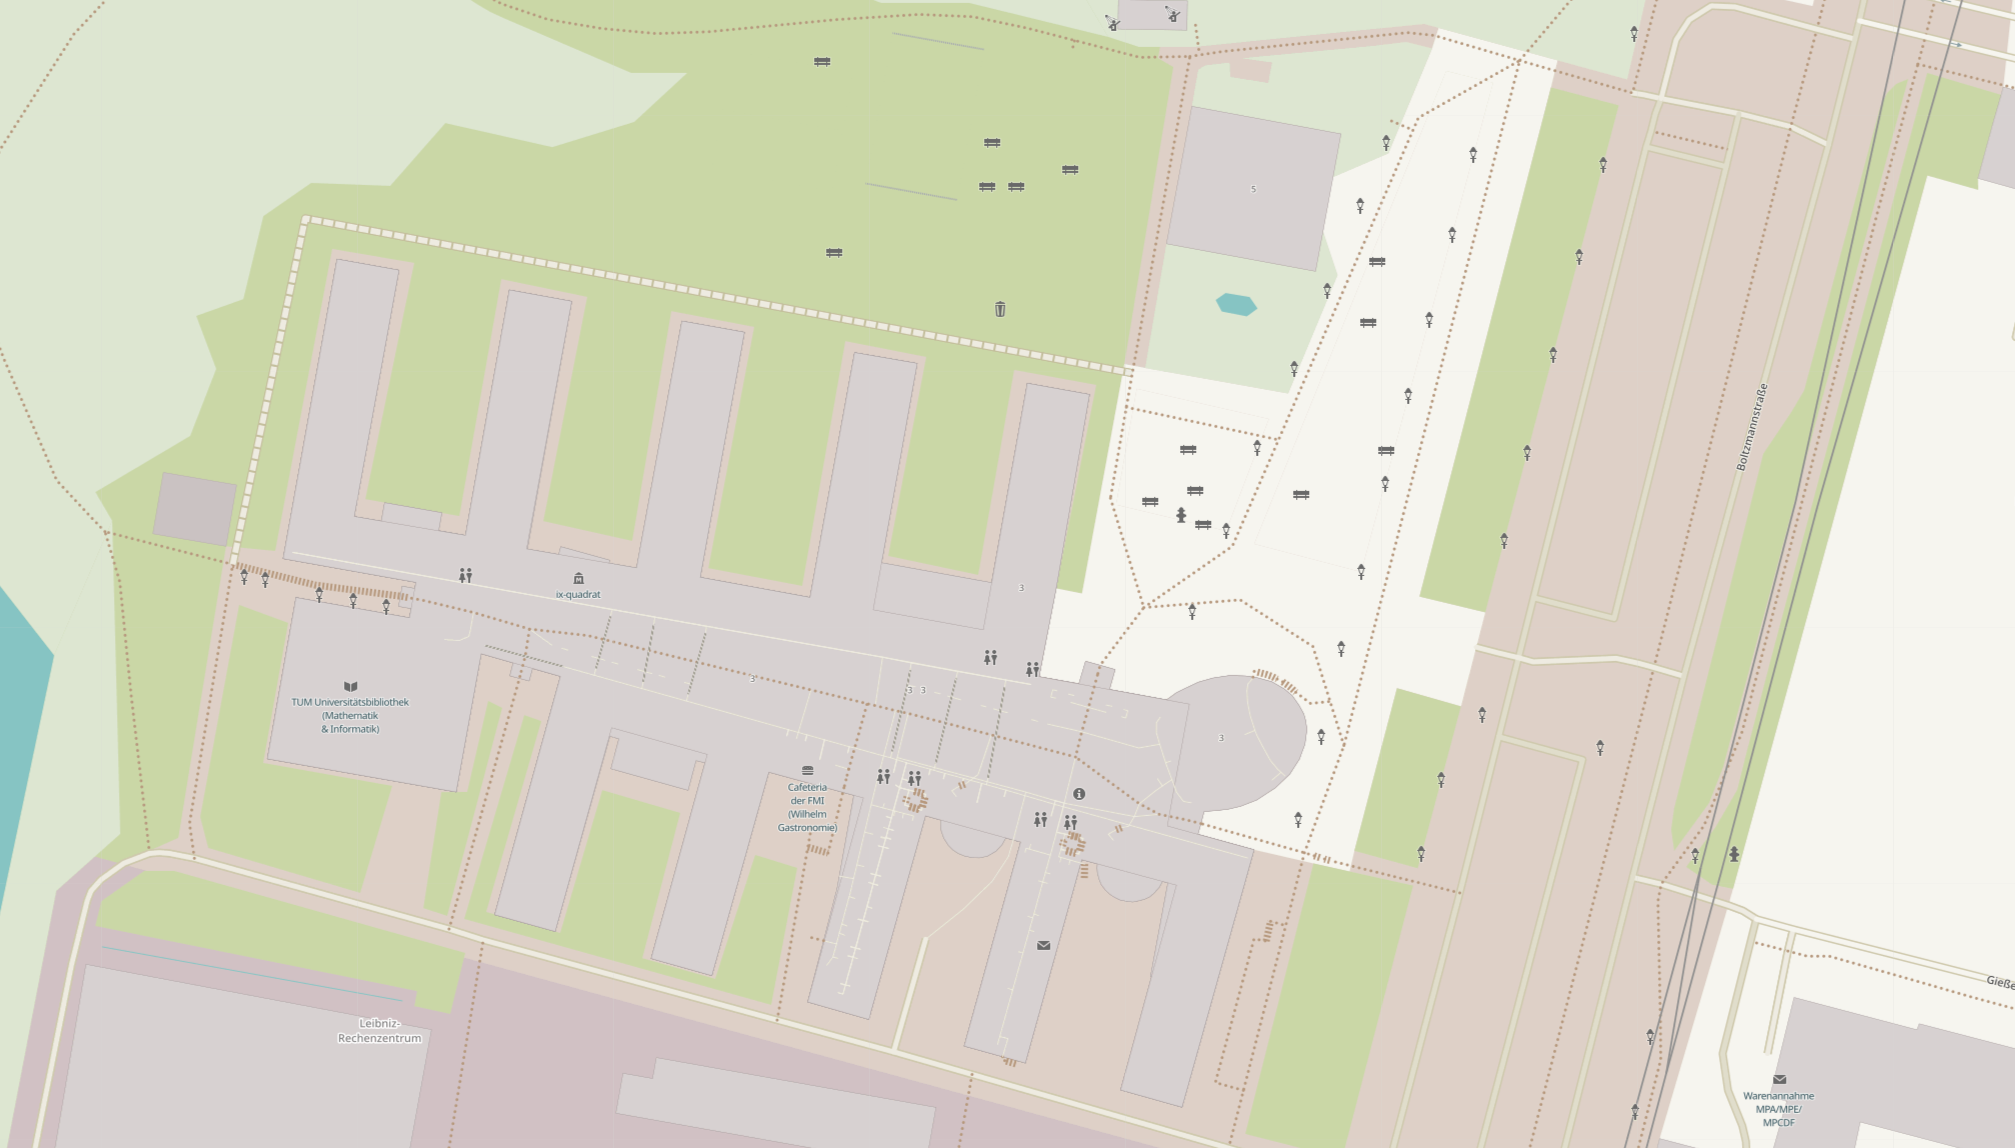 5
Boltzmannstraße
3
ix-quadrat
3
3 3
TUM Universitätsbibliothek
(Mathematik
& Informatik)
3
Cafeteria
der FMI
(Wilhelm
Gastronomie)
Gieße
Leibniz-
Rechenzentrum
Warenannahme
MPA/MPE/
MPCDF